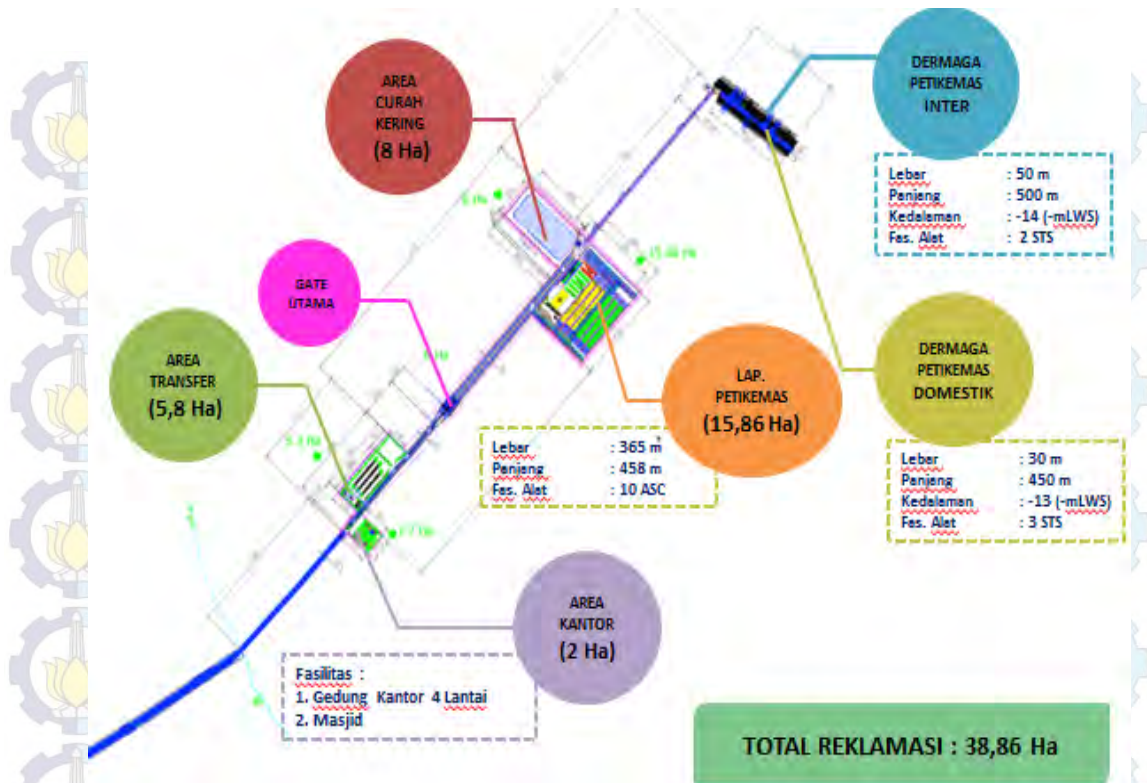 AREA
CURAH
KERING
(8 Ha)
DERMAGA
PETIKEMAS
INTER
Lebar : 50 m
Panjang : 500 m
Kedalaman : -14 (-mLWS)
Fas. Alat : 2 STS
GATE
UTAMA
AREA
TRANSFER
(5,8 Ha)
LAP.
PETIKEMAS
(15,86 Ha)
DERMAGA
PETIKEMAS
DOMESTIK
Lebar : 365 m
Panjang : 458 m
Fas. Alat : 10 ASC
Lebar : 30 m
Panjang : 450 m
Kedalaman : -13 (-mLWS)
Fas. Alat : 3 STS
AREA
KANTOR
(2 Ha)
Fasilitas :
1. Gedung Kantor 4 Lantai
2. Masjid
TOTAL REKLAMASI : 38,86 Ha